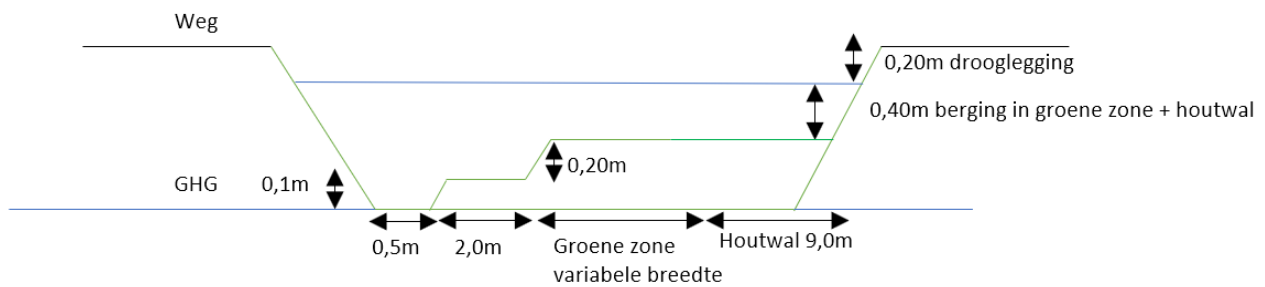 Weg
0,20m drooglegging
0,40m berging in groene zone + houtwal
0,20m
GHG 0,1m
0,5m
2,0m
Groene zone
variabele breedte
Houtwal 9,0m